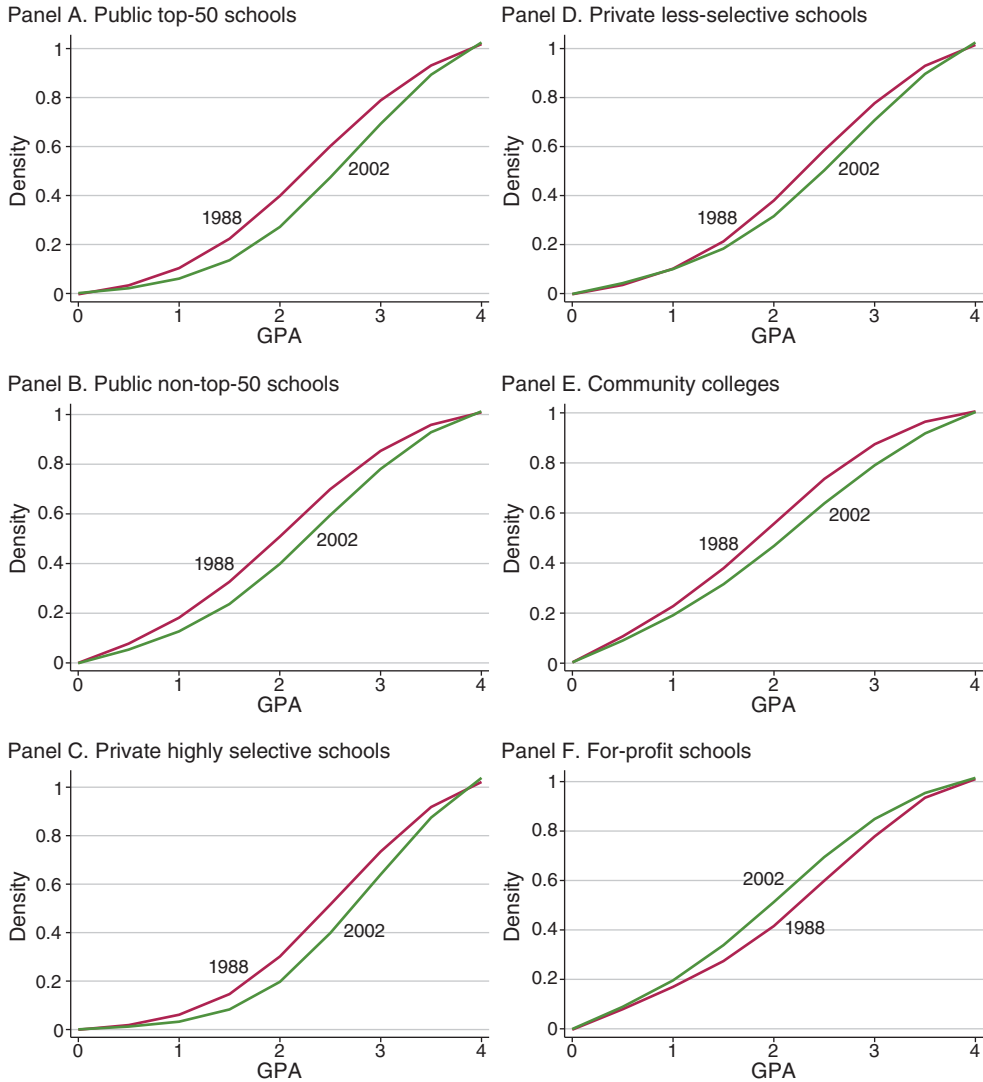 Panel A. Public top-50 schools
1
0.8
0.6
0.4
0.2
0
Density
1988
2002
0 1 2 3 4
GPA
Panel D. Private less-selective schools
1
0.8
0.6
0.4
0.2
0
Density
1988
2002
0 1 2 3 4
GPA
Panel B. Public non-top-50 schools
1
0.8
0.6
0.4
0.2
0
Density
1988
2002
0 1 2 3 4
GPA
Panel E. Community colleges
1
0.8
0.6
0.4
0.2
0
Density
1988
2002
0 1 2 3 4
GPA
Panel C. Private highly selective schools
1
0.8
0.6
0.4
0.2
0
Density
1988
2002
0 1 2 3 4
GPA
Panel F. For-profit schools
1
0.8
0.6
0.4
0.2
0
Density
2002
1988
0 1 2 3 4
GPA